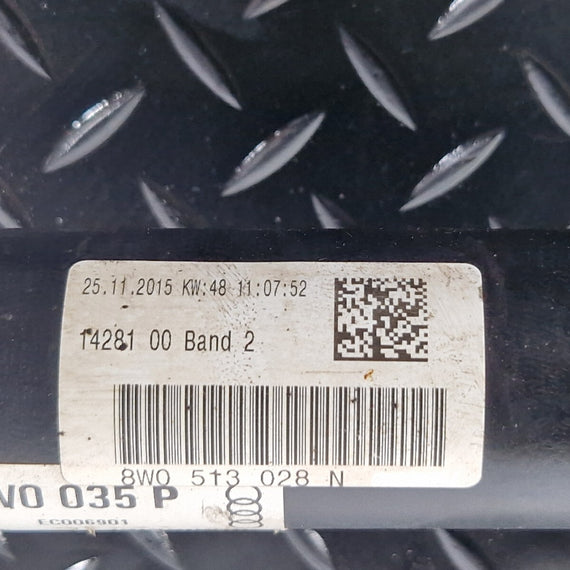 25.11.2015 KW:48 11:07:52
14281 00 Band 2
8W0 513 028 N
W0 035 P
EC006901